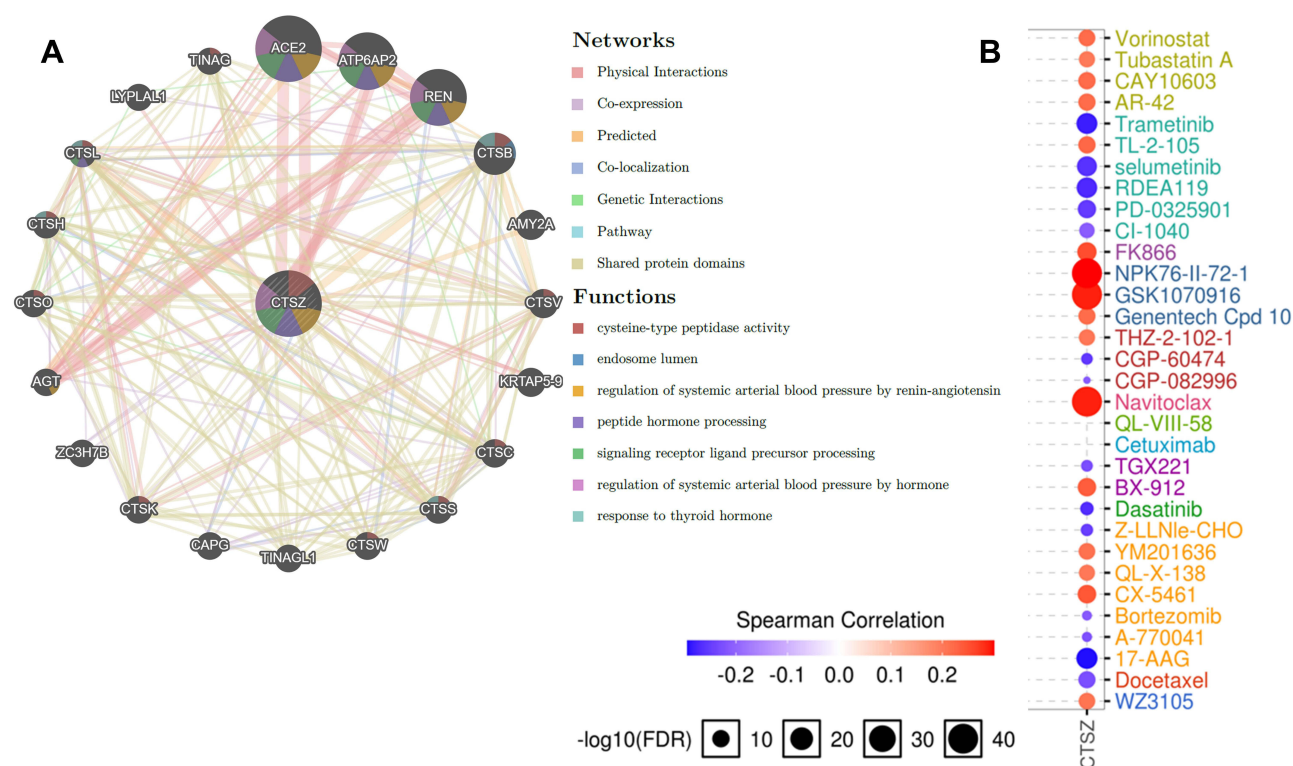 A
ACE2
ATP6AP2
REN
CTSB
AMY2A
CTSV
KRTAP5-9
CTSC
CTSS
CTSW
TINAGL1
CAPG
CTSK
ZC3H7B
AGT
CTSO
CTSH
CTSL
LYPLAL1
TINAG
CTSZ
Networks
Physical Interactions
Co-expression
Predicted
Co-localization
Genetic Interactions
Pathway
Shared protein domains
Functions
cysteine-type peptidase activity
endosome lumen
regulation of systemic arterial blood pressure by renin-angiotensin
peptide hormone processing
signaling receptor ligand precursor processing
regulation of systemic arterial blood pressure by hormone
response to thyroid hormone
Spearman Correlation
-0.2 -0.1 0.0 0.1 0.2
-log10(FDR) 10 20 30 40
B
Vorinostat
Tubastatin A
CAY10603
AR-42
Trametinib
TL-2-105
selumetinib
RDEA119
PD-0325901
CI-1040
FK866
NPK76-II-72-1
GSK1070916
Genentech Cpd 10
THZ-2-102-1
CGP-60474
CGP-082996
Navitoclax
QL-VIII-58
Cetuximab
TGX221
BX-912
Dasatinib
Z-LLNle-CHO
YM201636
QL-X-138
CX-5461
Bortezomib
A-770041
17-AAG
Docetaxel
WZ3105
CTSZ